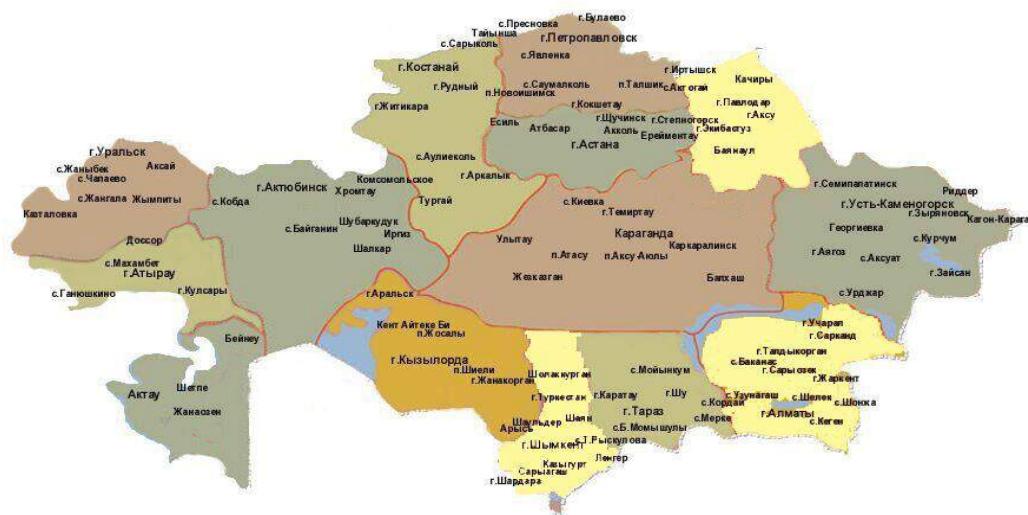 г.Булаево
с.Пресновка
Тайынша
г.Петропавловск
с.Сарыколь
с.Явленка
г.Костанай
г.Иртышск
Качиры
г.Рудный
с.Саумалколь
п.Талшик
с.Актогай
п.Новоишимск
г.Житикара
г.Кокшетау
г.Павлодар
г.Аксу
Есиль
г.Щучинск
г.Степногорск
Атбасар
Акколь
г.Экибастуз
Ерейментау
г.Астана
Баянаул
г.Уральск
с.Аулиеколь
с.Жаныбек
Аксай
с.Чапаево
Комсомольское
г.Аркалык
г.Актюбинск
Хромтау
г.Семипалатинск
Риддер
с.Жангала
Жымпиты
с.Кобда
Тургай
с.Киевка
г.Усть-Каменогорск
Казталовка
г.Темиртау
г.Зыряновск
Катон-Карагай
Шубаркудук
с.Байганин
Иргиз
Караганда
Георгиевка
Доссор
Улытау
Каркаралинск
с.Курчум
Шалкар
г.Аягоз
п.Атасу
п.Аксу-Аюлы
с.Аксуат
с.Махамбет
г.Атырау
Жезказган
Балхаш
г.Зайсан
г.Кулсары
с.Ганюшкино
г.Аральск
с.Урджар
Кент Айтеке Би
п.Жосалы
г.Учарал
Бейнеу
г.Сарканд
г.Талдыкорган
г.Кызылорда
с.Баканас
п.Шиели
с.Мойынкум
г.Сарыозек
г.Жанакорган
Шолаккурган
г.Жаркент
Шетпе
Актау
г.Туркестан
г.Каратау
г.Шу
с.Узунагаш
с.Шелек
с.Шонжа
Жанаозен
г.Тараз
с.Кордай
г.Алматы
Шаульдер
Шаян
с.Мерке
с.Кеген
Арысь
с.Б.Момышулы
г.Шымкент
с.Т.Рыскулова
Ленгер
Казыгурт
Сарыагаш
г.Шардара